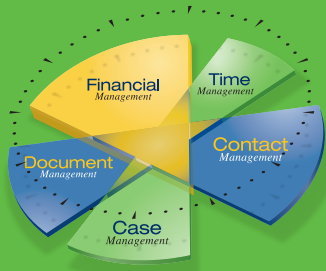 Financial
Management
Time
Management
Contact
Management
Document
Management
Case
Management